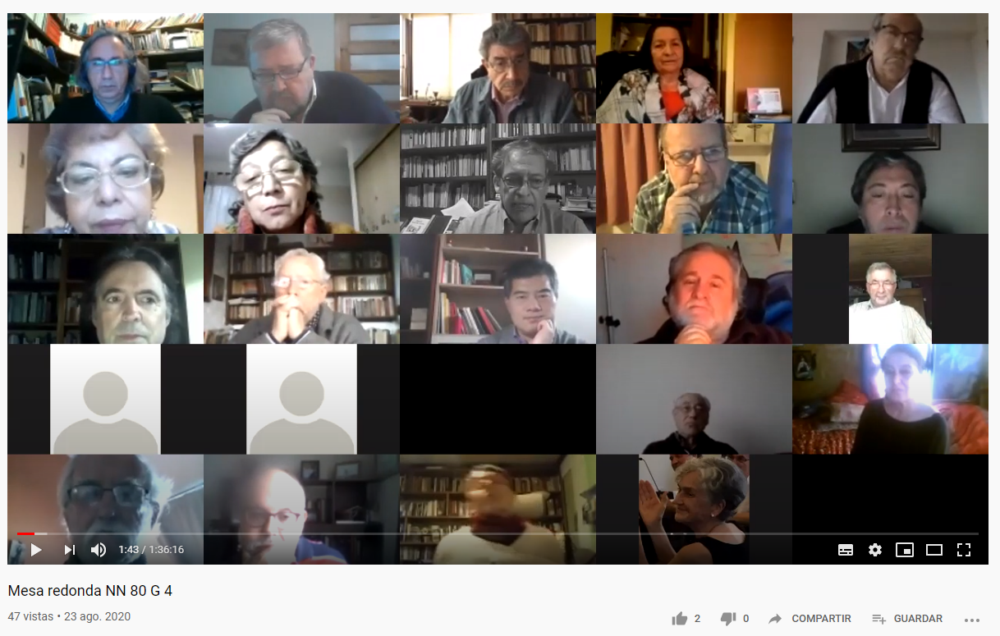 1:43 / 1:36:16
Mesa redonda NN 80 G 4
47 vistas • 23 ago. 2020
2
0
COMPARTIR
GUARDAR